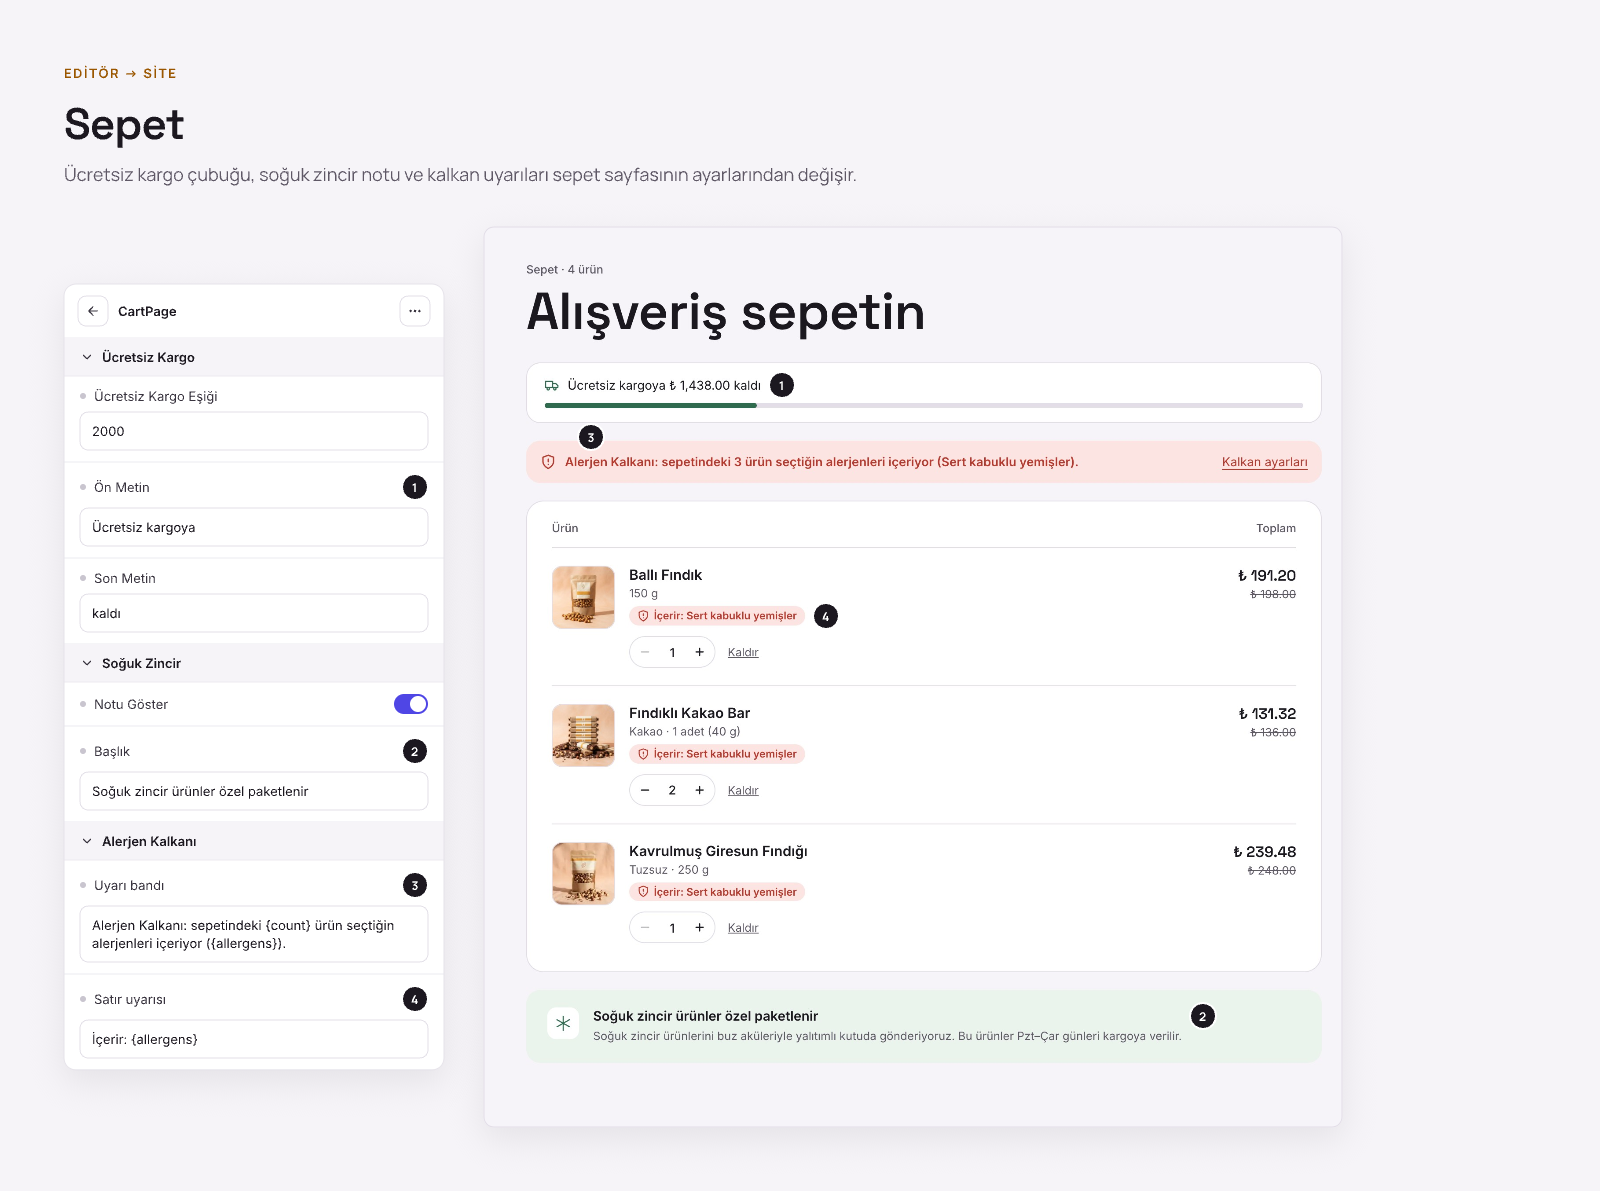 EDİTÖR → SİTE
Sepet
Ücretsiz kargo çubuğu, soğuk zincir notu ve kalkan uyarıları sepet sayfasının ayarlarından değişir.
CartPage
Ücretsiz Kargo
Ücretsiz Kargo Eşiği
2000
Ön Metin 1
Ücretsiz kargoya
Son Metin
kaldı
Soğuk Zincir
Notu Göster
Başlık 2
Soğuk zincir ürünler özel paketlenir
Alerjen Kalkanı
Uyarı bandı 3
Alerjen Kalkanı: sepetindeki {count} ürün seçtiğin
alerjenleri içeriyor ({allergens}).
Satır uyarısı 4
İçerir: {allergens}
Sepet · 4 ürün
Alışveriş sepetin
Ücretsiz kargoya ₺ 1,438.00 kaldı 1
3
Alerjen Kalkanı: sepetindeki 3 ürün seçtiğin alerjenleri içeriyor (Sert kabuklu yemişler). Kalkan ayarları
Ürün Toplam
Ballı Fındık ₺ 191.20
150 g ₺ 198.00
İçerir: Sert kabuklu yemişler 4
− 1 + Kaldır
Fındıklı Kakao Bar ₺ 131.32
Kakao · 1 adet (40 g) ₺ 136.00
İçerir: Sert kabuklu yemişler
− 2 + Kaldır
Kavrulmuş Giresun Fındığı ₺ 239.48
Tuzsuz · 250 g ₺ 248.00
İçerir: Sert kabuklu yemişler
− 1 + Kaldır
Soğuk zincir ürünler özel paketlenir 2
Soğuk zincir ürünlerini buz aküleriyle yalıtımlı kutuda gönderiyoruz. Bu ürünler Pzt–Çar günleri kargoya verilir.